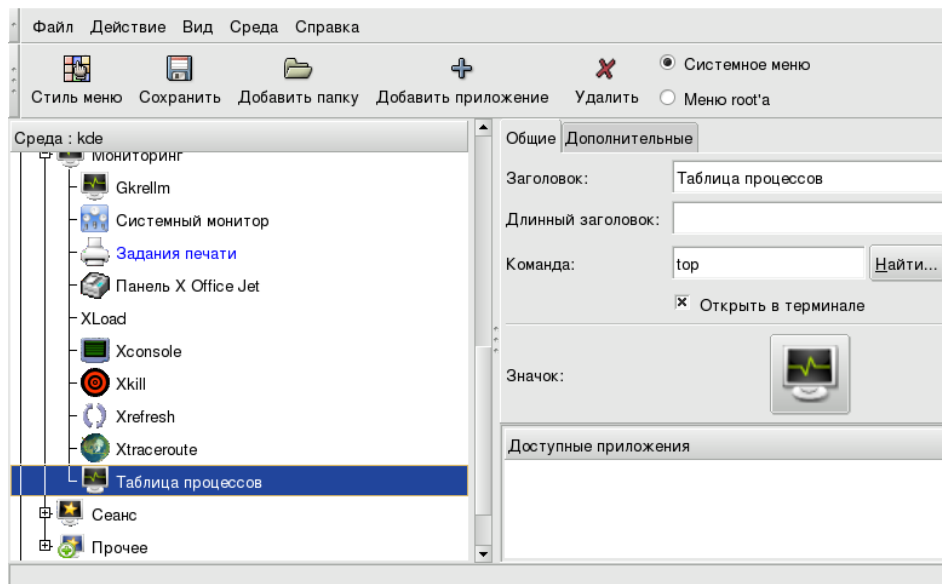 Файл Действие Вид Среда Справка
Стиль меню Сохранить Добавить папку Добавить приложение Удалить
Системное меню
Меню root'а
Среда : kde
Мониторинг
Gkrellm
Системный монитор
Задания печати
Панель X Office Jet
XLoad
Xconsole
Xkill
Xrefresh
Xtraceroute
Таблица процессов
Сеанс
Прочее
Общие Дополнительные
Заголовок: Таблица процессов
Длинный заголовок:
Команда: top Найти...
Открыть в терминале
Значок:
Доступные приложения